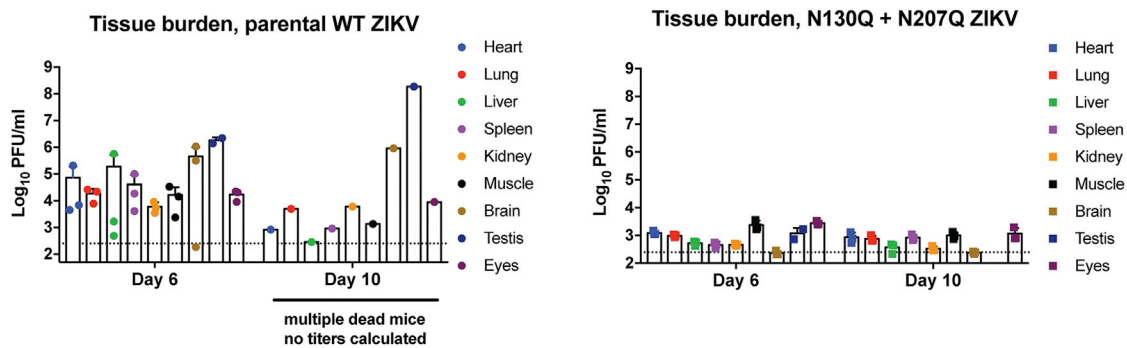 Tissue burden, parental WT ZIKV
Log10 PFU/ml
9
8
7
6
5
4
3
2
Day 6
Day 10
multiple dead mice
no titers calculated
Heart
Lung
Liver
Spleen
Kidney
Muscle
Brain
Testis
Eyes
Tissue burden, N130Q + N207Q ZIKV
Log10 PFU/ml
9
8
7
6
5
4
3
2
Day 6
Day 10
Heart
Lung
Liver
Spleen
Kidney
Muscle
Brain
Testis
Eyes